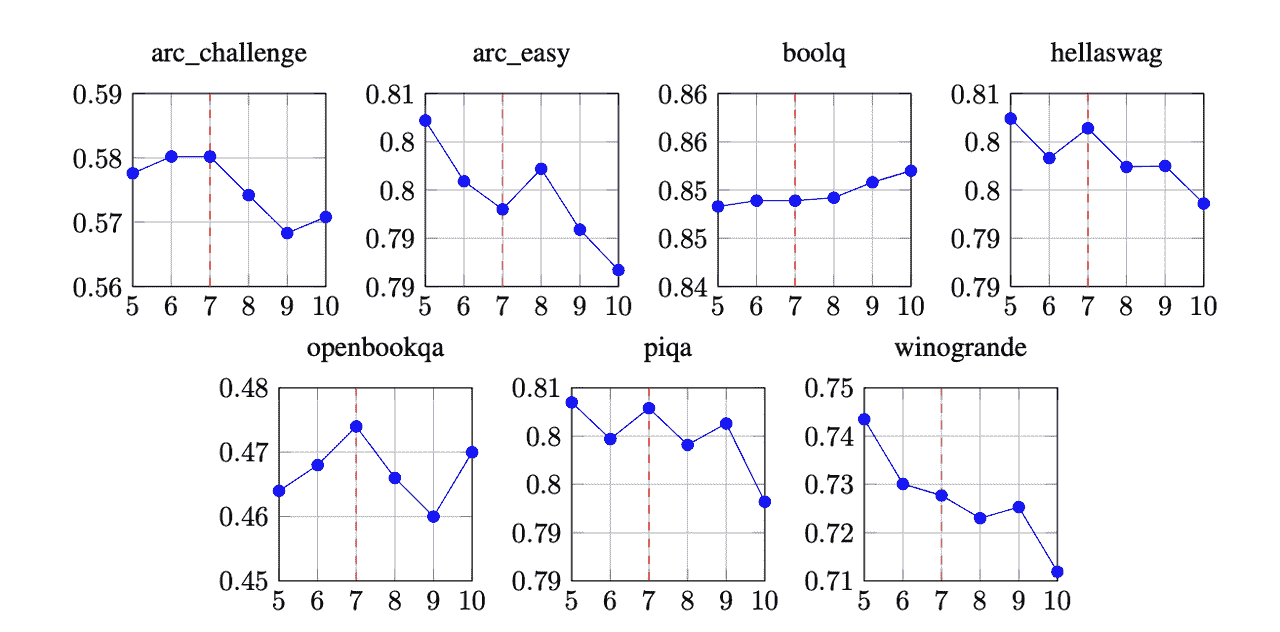 arc_challenge arc_easy boolq hellaswag
0.59 0.81 0.86 0.81
0.8 0.86 0.8
0.58
0.8 0.85 0.8
0.57
0.79 0.85 0.79
0.56 0.79 0.84 0.79
5 6 7 8 9 10 5 6 7 8 9 10 5 6 7 8 9 10 5 6 7 8 9 10
openbookqa piqa winogrande
0.48 0.81 0.75
0.8 0.74
0.47
0.8 0.73
0.46
0.79 0.72
0.45 0.79 0.71
5 6 7 8 9 10 5 6 7 8 9 10 5 6 7 8 9 10